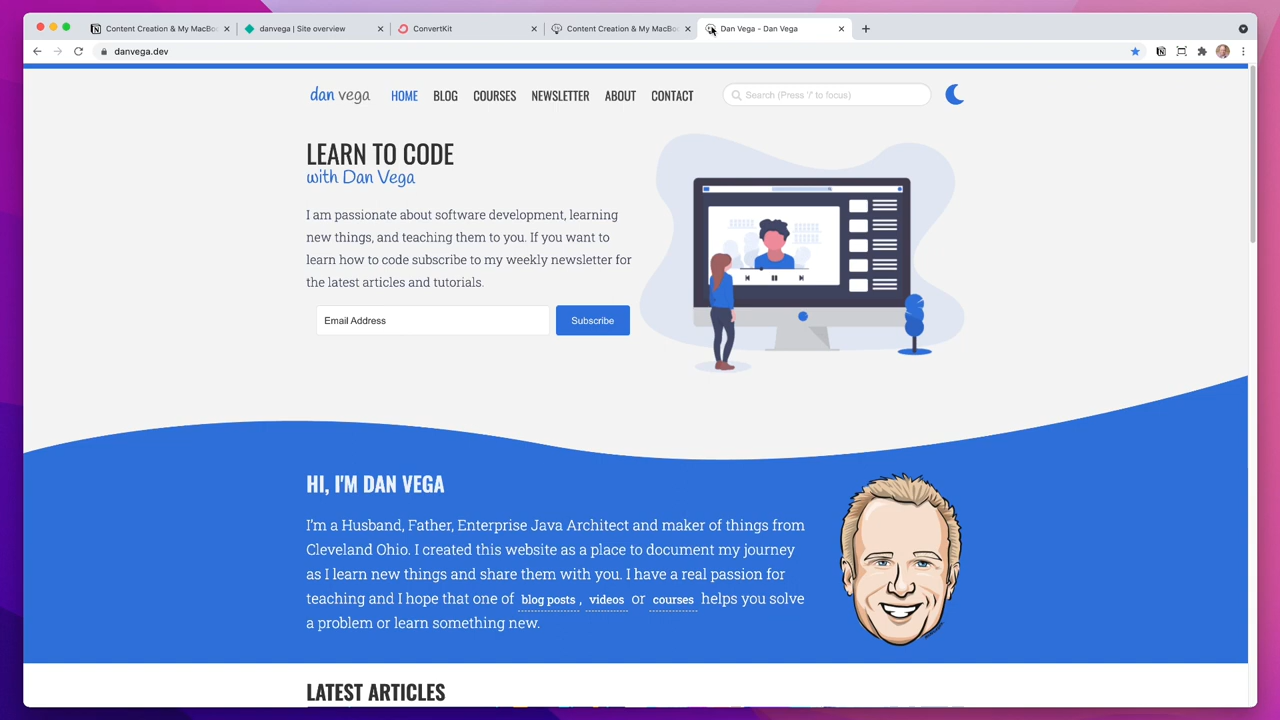 Content Creation & My MacBo
danvega | Site overview
ConvertKit
Content Creation & My MacBo
Dan Vega - Dan Vega
danvega.dev
dan vega
HOME
BLOG
COURSES
NEWSLETTER
ABOUT
CONTACT
Search (Press '/' to focus)
LEARN TO CODE
with Dan Vega
I am passionate about software development, learning
new things, and teaching them to you. If you want to
learn how to code subscribe to my weekly newsletter for
the latest articles and tutorials.
Email Address
Subscribe
HI, I'M DAN VEGA
I'm a Husband, Father, Enterprise Java Architect and maker of things from
Cleveland Ohio. I created this website as a place to document my journey
as I learn new things and share them with you. I have a real passion for
teaching and I hope that one of blog posts , videos or courses helps you solve
a problem or learn something new.
LATEST ARTICLES